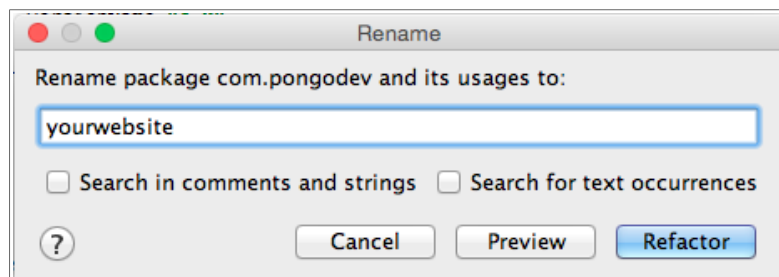 Rename
Rename package com.pongodev and its usages to:
yourwebsite
Search in comments and strings Search for text occurrences
? Cancel Preview Refactor